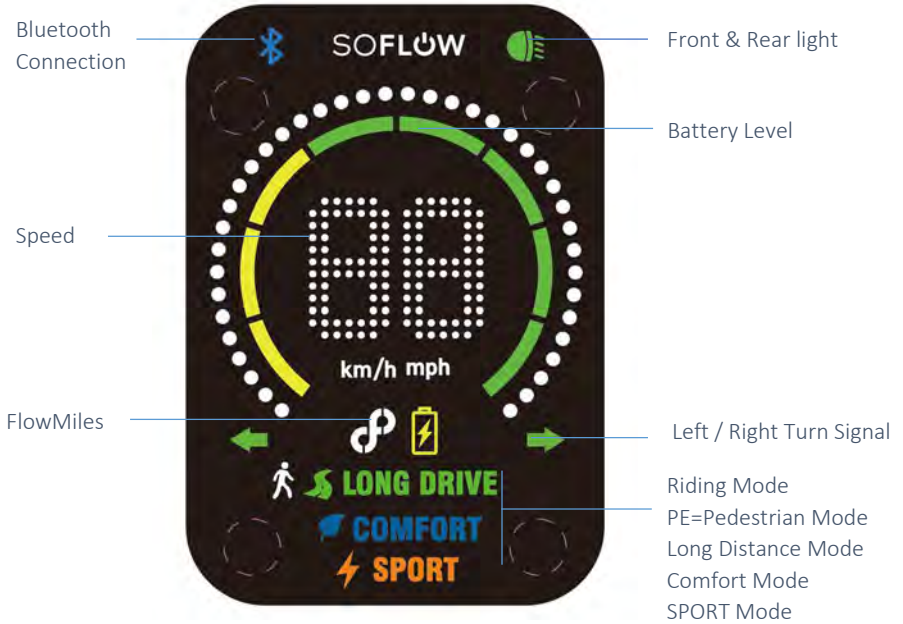 Bluetooth
Connection
SOFLOW
Front & Rear light
Battery Level
Speed
88
km/h mph
FlowMiles
Left / Right Turn Signal
LONG DRIVE
COMFORT
SPORT
Riding Mode
PE=Pedestrian Mode
Long Distance Mode
Comfort Mode
SPORT Mode